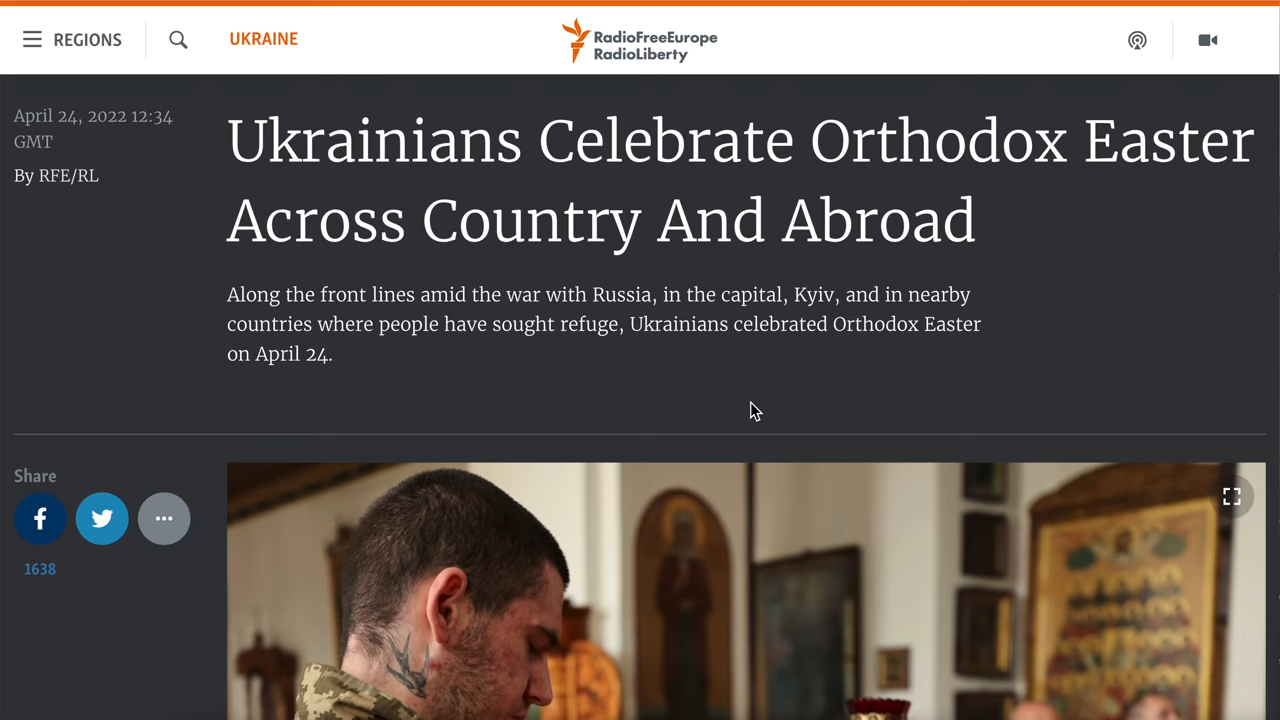 REGIONS
UKRAINE
RadioFreeEurope
RadioLiberty
April 24, 2022 12:34
GMT
By RFE/RL
Ukrainians Celebrate Orthodox Easter
Across Country And Abroad
Along the front lines amid the war with Russia, in the capital, Kyiv, and in nearby
countries where people have sought refuge, Ukrainians celebrated Orthodox Easter
on April 24.
Share
1638